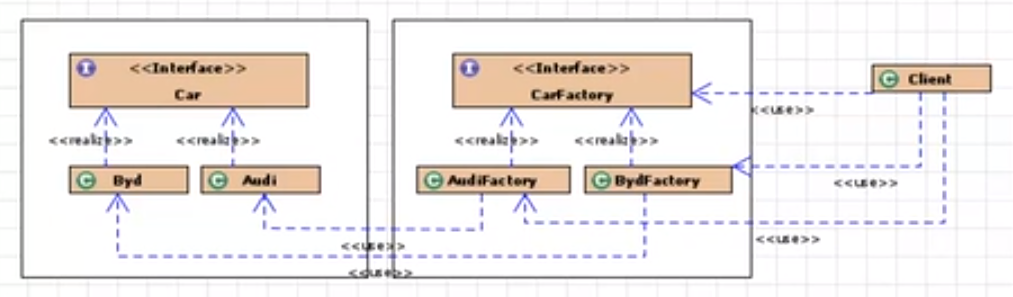 I <<Interface>>
Car
I <<Interface>>
CarFactory
C Client
<<use>>
<<realize>> <<realize>>
<<realize>> <<realize>>
C Byd
C Audi
C AudiFactory
C BydFactory
<<use>>
<<use>>
<<use>>
<<use>>